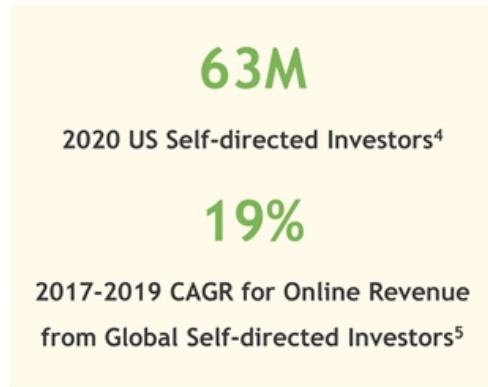 63M
2020 US Self-directed Investors⁴
19%
2017-2019 CAGR for Online Revenue
from Global Self-directed Investors⁵